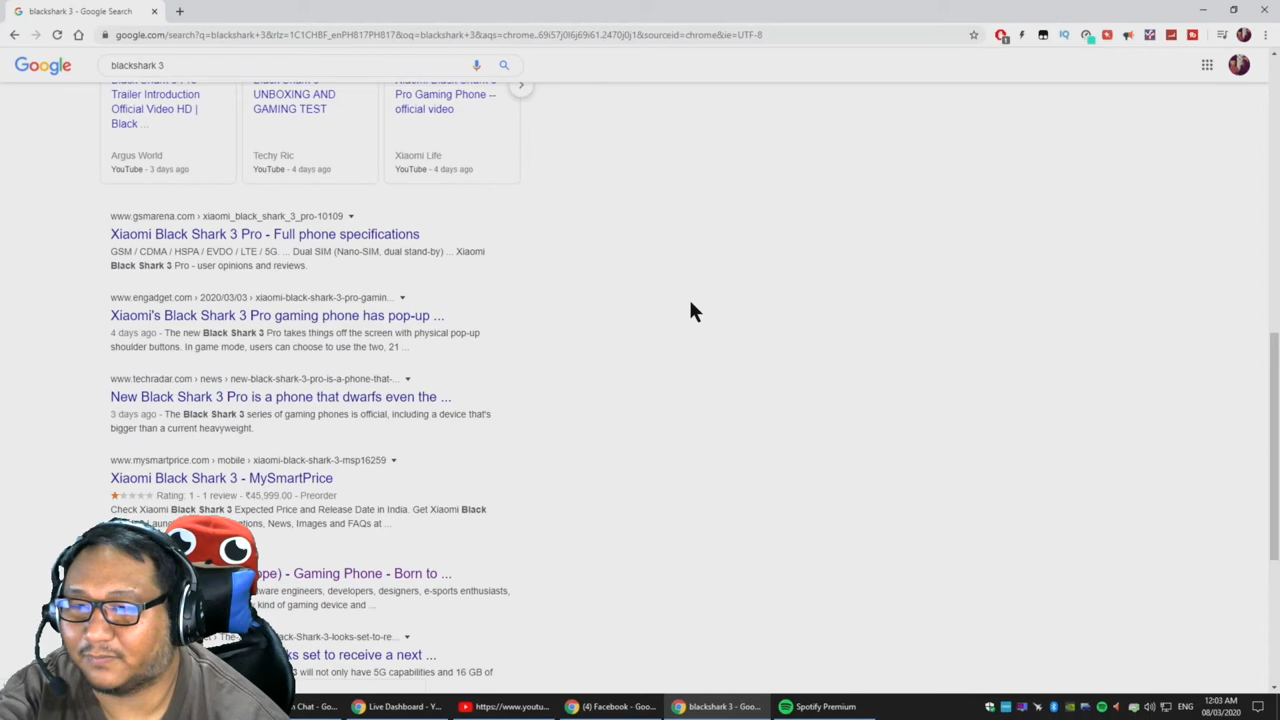 blackshark 3 - Google Search
google.com/search?q=blackshark+3&rlz=1C1CHBF_enPH817PH817&oq=blackshark+3&aqs=chrome..69i57j0l6j69i61.2470j0j1&sourceid=chrome&ie=UTF-8
Google
blackshark 3
Trailer Introduction
Official Video HD |
Black ...
Argus World
YouTube - 3 days ago
UNBOXING AND
GAMING TEST
Techy Ric
YouTube - 4 days ago
Pro Gaming Phone --
official video
Xiaomi Life
YouTube - 4 days ago
www.gsmarena.com › xiaomi_black_shark_3_pro-10109
Xiaomi Black Shark 3 Pro - Full phone specifications
GSM / CDMA / HSPA / EVDO / LTE / 5G. ... Dual SIM (Nano-SIM, dual stand-by) ... Xiaomi
Black Shark 3 Pro - user opinions and reviews.
www.engadget.com › 2020/03/03 › xiaomi-black-shark-3-pro-gamin...
Xiaomi's Black Shark 3 Pro gaming phone has pop-up ...
4 days ago - The new Black Shark 3 Pro takes things off the screen with physical pop-up
shoulder buttons. In game mode, users can choose to use the two, 21 ...
www.techradar.com › news › new-black-shark-3-pro-is-a-phone-that-...
New Black Shark 3 Pro is a phone that dwarfs even the ...
3 days ago - The Black Shark 3 series of gaming phones is official, including a device that's
bigger than a current heavyweight.
www.mysmartprice.com › mobile › xiaomi-black-shark-3-msp16259
Xiaomi Black Shark 3 - MySmartPrice
Rating: 1 - 1 review - ₹45,999.00 - Preorder
Check Xiaomi Black Shark 3 Expected Price and Release Date in India. Get Xiaomi Black
News, Images and FAQs at ...
ope) - Gaming Phone - Born to ...
ware engineers, developers, designers, e-sports enthusiasts,
kind of gaming device and ...
› The-...Black-Shark-3-looks-set-to-re...
ks set to receive a next ...
will not only have 5G capabilities and 16 GB of
Chat - Go...
Live Dashboard - Y...
https://www.youtu...
(4) Facebook - Goo...
blackshark 3 - Goo...
Spotify Premium
12:03 AM
08/03/2020